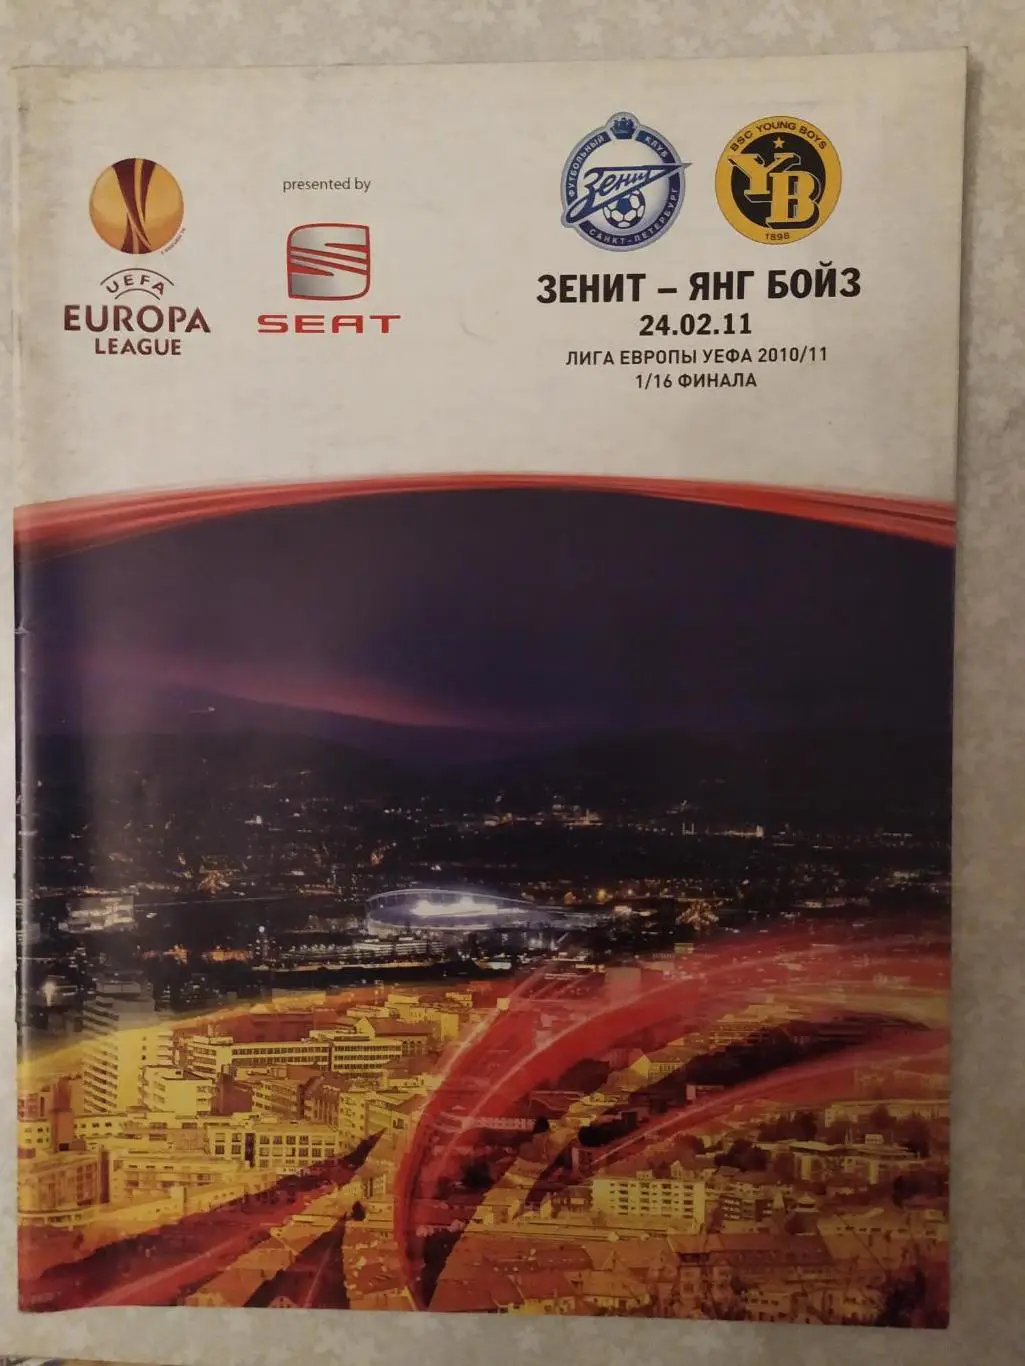 presented by
UEFA
EUROPA
LEAGUE
SEAT
ФУТБОЛЬНЫЙ КЛУБ
Зенит
САНКТ-ПЕТЕРБУРГ
BSC YOUNG BOYS
YB
1898
ЗЕНИТ – ЯНГ БОЙЗ
24.02.11
ЛИГА ЕВРОПЫ УЕФА 2010/11
1/16 ФИНАЛА